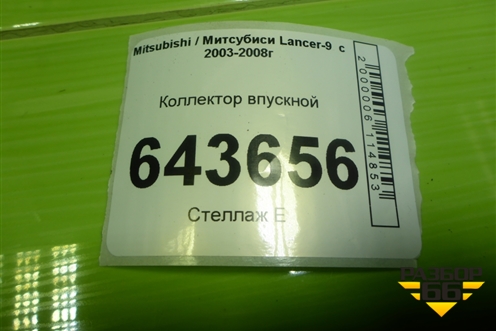 Mitsubishi / Митсубиси Lancer-9 с
2003-2008г
Коллектор впускной
643656
Стеллаж E
2000006114853
РАЗБОР
66